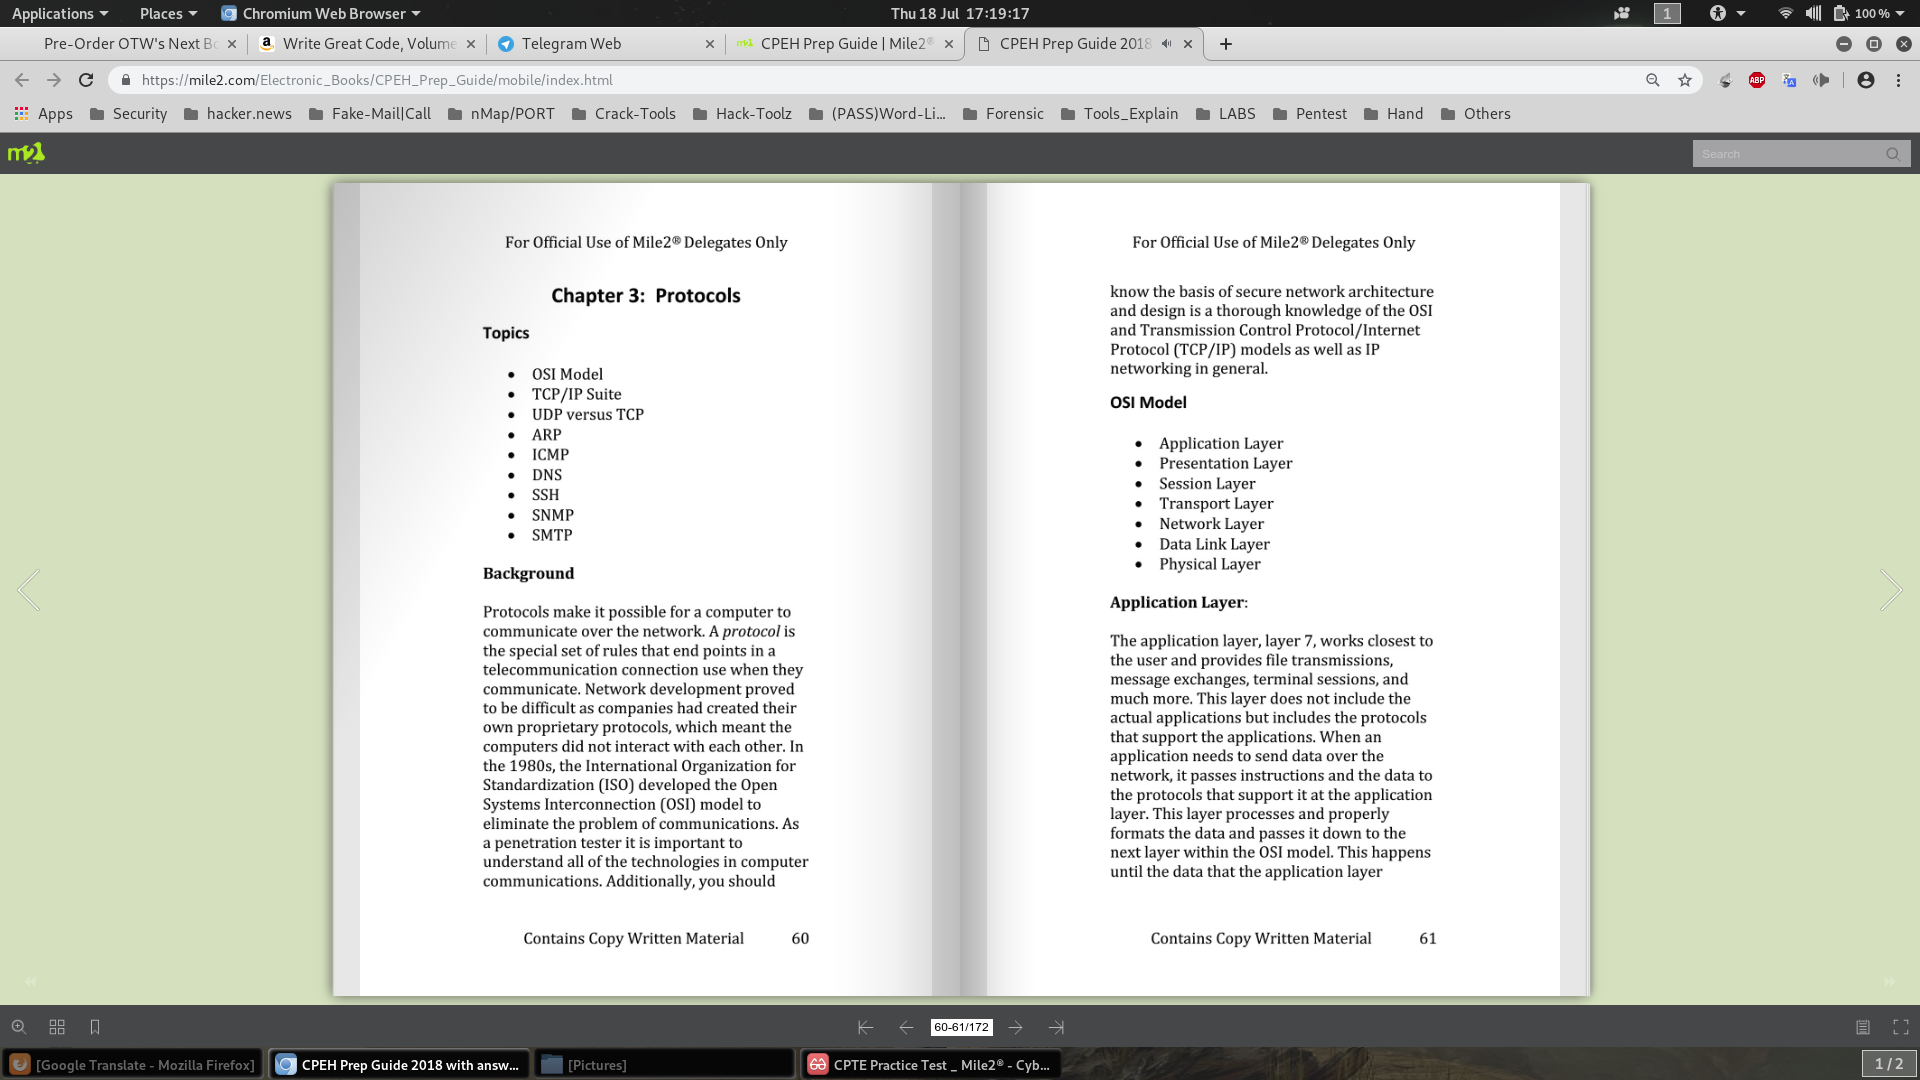 Applications Places Chromium Web Browser Thu 18 Jul 17:19:17 1 100 %
Pre-Order OTW's Next Bo Write Great Code, Volume Telegram Web CPEH Prep Guide | Mile2® CPEH Prep Guide 2018
https://mile2.com/Electronic_Books/CPEH_Prep_Guide/mobile/index.html ABP
Apps Security hacker.news Fake-Mail|Call nMap/PORT Crack-Tools Hack-Toolz (PASS)Word-Li... Forensic Tools_Explain LABS Pentest Hand Others
m2 Search
For Official Use of Mile2® Delegates Only
Chapter 3: Protocols
Topics
• OSI Model
• TCP/IP Suite
• UDP versus TCP
• ARP
• ICMP
• DNS
• SSH
• SNMP
• SMTP
Background
Protocols make it possible for a computer to
communicate over the network. A protocol is
the special set of rules that end points in a
telecommunication connection use when they
communicate. Network development proved
to be difficult as companies had created their
own proprietary protocols, which meant the
computers did not interact with each other. In
the 1980s, the International Organization for
Standardization (ISO) developed the Open
Systems Interconnection (OSI) model to
eliminate the problem of communications. As
a penetration tester it is important to
understand all of the technologies in computer
communications. Additionally, you should
Contains Copy Written Material 60
For Official Use of Mile2® Delegates Only
know the basis of secure network architecture
and design is a thorough knowledge of the OSI
and Transmission Control Protocol/Internet
Protocol (TCP/IP) models as well as IP
networking in general.
OSI Model
• Application Layer
• Presentation Layer
• Session Layer
• Transport Layer
• Network Layer
• Data Link Layer
• Physical Layer
Application Layer:
The application layer, layer 7, works closest to
the user and provides file transmissions,
message exchanges, terminal sessions, and
much more. This layer does not include the
actual applications but includes the protocols
that support the applications. When an
application needs to send data over the
network, it passes instructions and the data to
the protocols that support it at the application
layer. This layer processes and properly
formats the data and passes it down to the
next layer within the OSI model. This happens
until the data that the application layer
Contains Copy Written Material 61
60-61/172
[Google Translate - Mozilla Firefox] CPEH Prep Guide 2018 with answ... [Pictures] CPTE Practice Test _ Mile2® - Cyb... 1 / 2